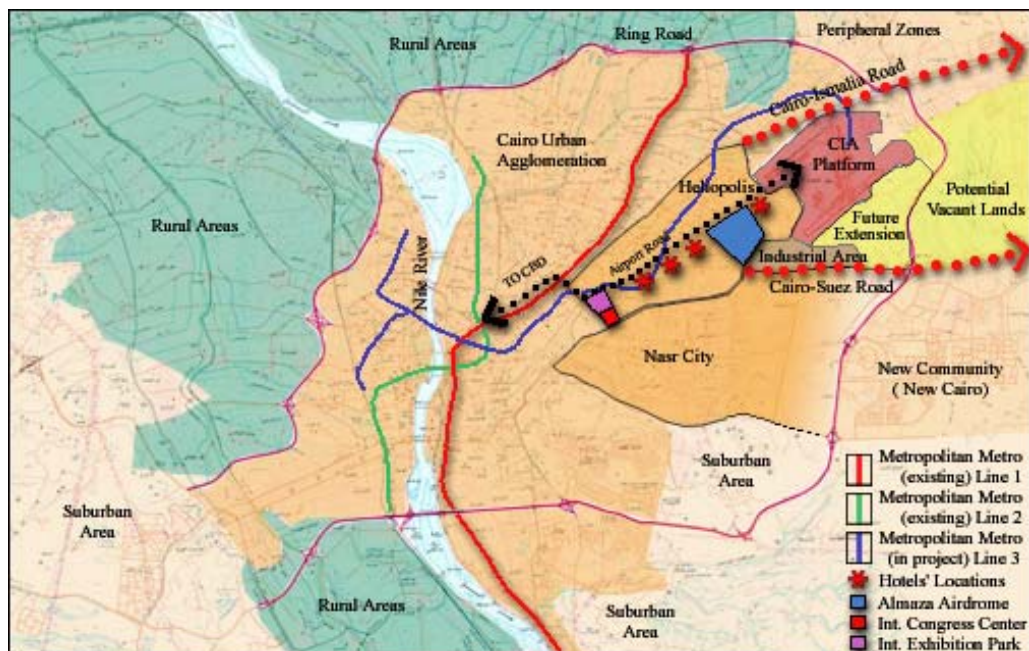 Rural Areas
Ring Road
Peripheral Zones
Cairo-Ismalia Road
Cairo Urban
Agglomeration
CIA
Platform
Heliopolis
Rural Areas
Potential
Vacant Lands
Future
Extension
Airport Road
Nile River
TO CBD
Industrial Area
Cairo-Suez Road
Nasr City
New Community
( New Cairo)
Suburban
Area
Suburban
Area
Rural Areas
Suburban
Area
Metropolitan Metro
(existing) Line 1
Metropolitan Metro
(existing) Line 2
Metropolitan Metro
(in project) Line 3
Hotels' Locations
Almaza Airdrome
Int. Congress Center
Int. Exhibition Park